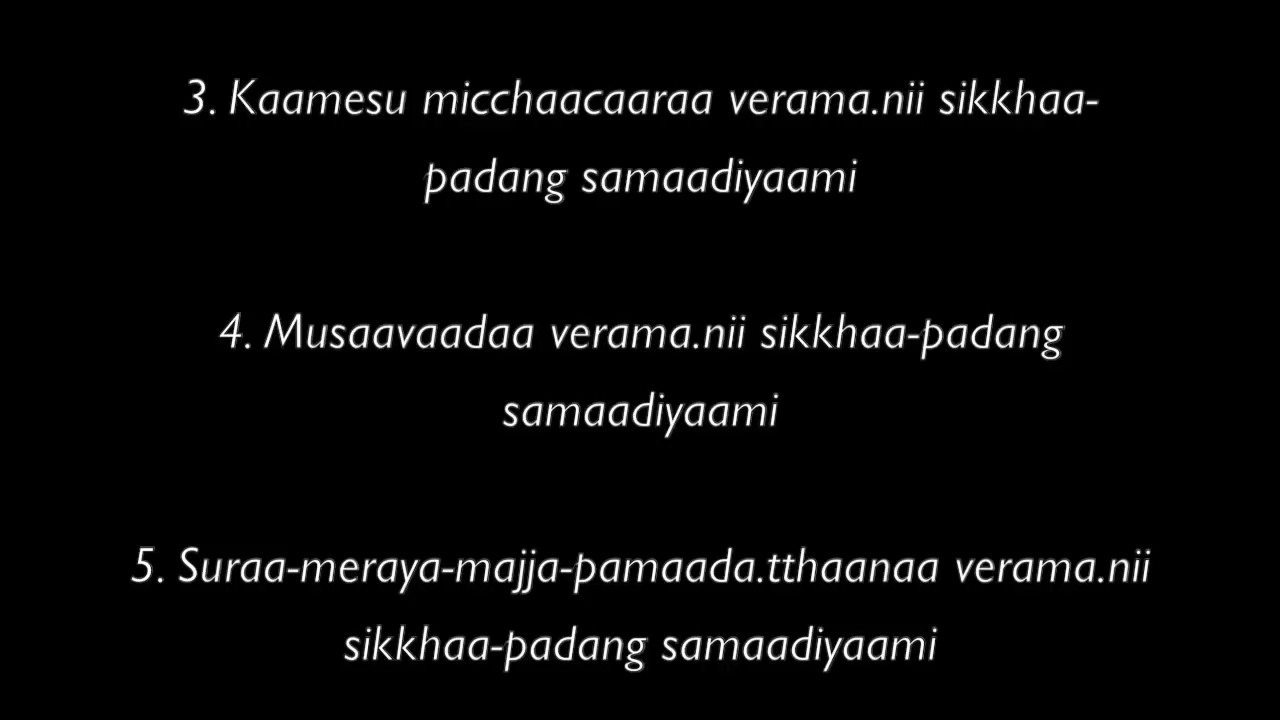 3. Kaamesu micchaacaaraa verama.nii sikkhaa-
padang samaadiyaami
4. Musaavaadaa verama.nii sikkhaa-padang
samaadiyaami
5. Suraa-meraya-majja-pamaada.tthaanaa verama.nii
sikkhaa-padang samaadiyaami